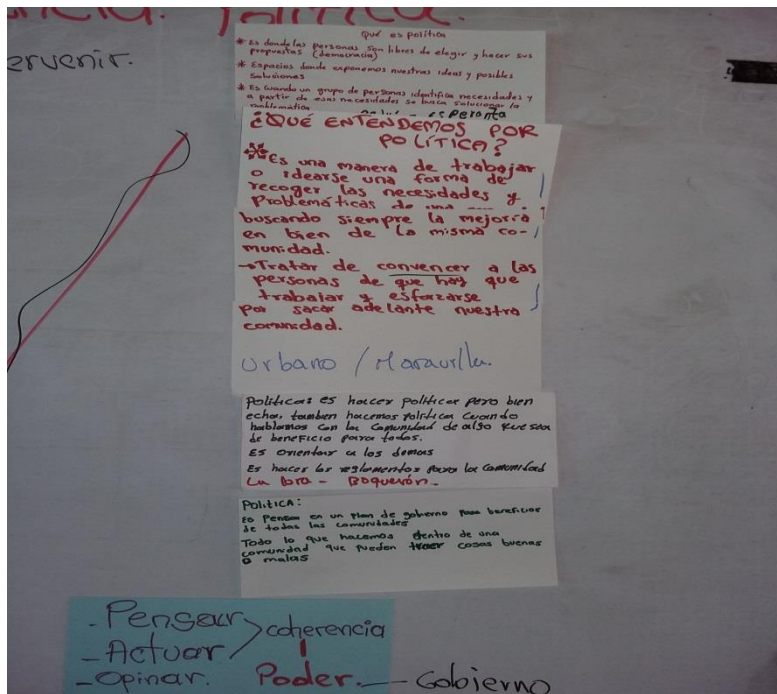 POLÍTICA.
ervenir.
Qué es política
* Es donde las personas son libres de elegir y hacer sus
propuestas (democracia)
* Espacios donde exponemos nuestras ideas y posibles
soluciones
* Es cuando un grupo de personas identifica necesidades y
a partir de esas necesidades se busca solucionar la
problemática
esperanta
¿QUÉ ENTENDEMOS POR
POLÍTICA?
Es una manera de trabajar
o idearse una forma de
recoger las necesidades y
Problemáticas de una
buscando siempre la mejoría
en bien de la misma co-
munidad.
→Tratar de convencer a las
personas de que hay que
trabajar y esforzarse
por sacar adelante nuestra
comunidad.
Urbano / Maravilla.
Politica: es hacer politica pero bien
echa, tambien hacemos politica cuando
hablamos con la comunidad de algo que sea
de beneficio para todos.
Es orientar a los demas
Es hacer los reglamentos para la comunidad
La lora - Boquerón.
POLITICA:
Es Pensar en un plan de gobierno para beneficios
de todas las comunidades
Todo lo que hacemos dentro de una
comunidad que pueden traer cosas buenas
o malas
- Pensar
- Actuar
- Opinar.
coherencia
Poder. — Gobierno